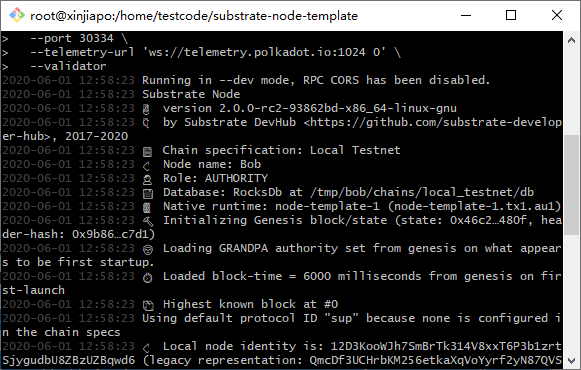 root@xinjiapo:/home/testcode/substrate-node-template
>   --port 30334 \
>   --telemetry-url 'ws://telemetry.polkadot.io:1024 0' \
>   --validator
2020-06-01 12:58:23 Running in --dev mode, RPC CORS has been disabled.
2020-06-01 12:58:23 Substrate Node
2020-06-01 12:58:23 version 2.0.0-rc2-93862bd-x86_64-linux-gnu
2020-06-01 12:58:23 by Substrate DevHub <https://github.com/substrate-develop
er-hub>, 2017-2020
2020-06-01 12:58:23 Chain specification: Local Testnet
2020-06-01 12:58:23 Node name: Bob
2020-06-01 12:58:23 Role: AUTHORITY
2020-06-01 12:58:23 Database: RocksDb at /tmp/bob/chains/local_testnet/db
2020-06-01 12:58:23 Native runtime: node-template-1 (node-template-1.tx1.au1)
2020-06-01 12:58:23 Initializing Genesis block/state (state: 0x46c2…480f, hea
der-hash: 0x9b86…c7d1)
2020-06-01 12:58:23 Loading GRANDPA authority set from genesis on what appear
s to be first startup.
2020-06-01 12:58:23 Loaded block-time = 6000 milliseconds from genesis on fir
st-launch
2020-06-01 12:58:23 Highest known block at #0
2020-06-01 12:58:23 Using default protocol ID "sup" because none is configured i
n the chain specs
2020-06-01 12:58:23 Local node identity is: 12D3KooWJh7SmBrTk314V8xxT6P3b1zrt
SjygudbU8ZBzUZBqwd6 (legacy representation: QmcDf3UCHrbKM256etkaXqVoYyrf2yN87QVS